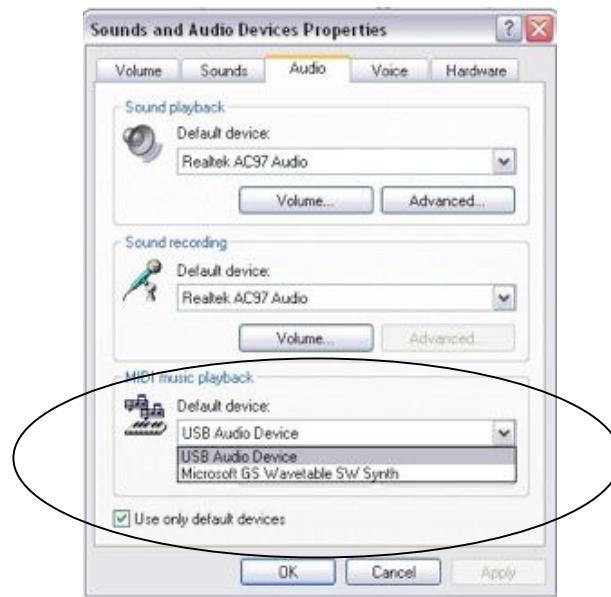 Sounds and Audio Devices Properties
Volume Sounds Audio Voice Hardware
Sound playback
Default device:
Realtek AC97 Audio
Volume... Advanced...
Sound recording
Default device:
Realtek AC97 Audio
Volume... Advanced...
MIDI music playback
Default device:
USB Audio Device
USB Audio Device
Microsoft GS Wavetable SW Synth
Use only default devices
OK Cancel Apply